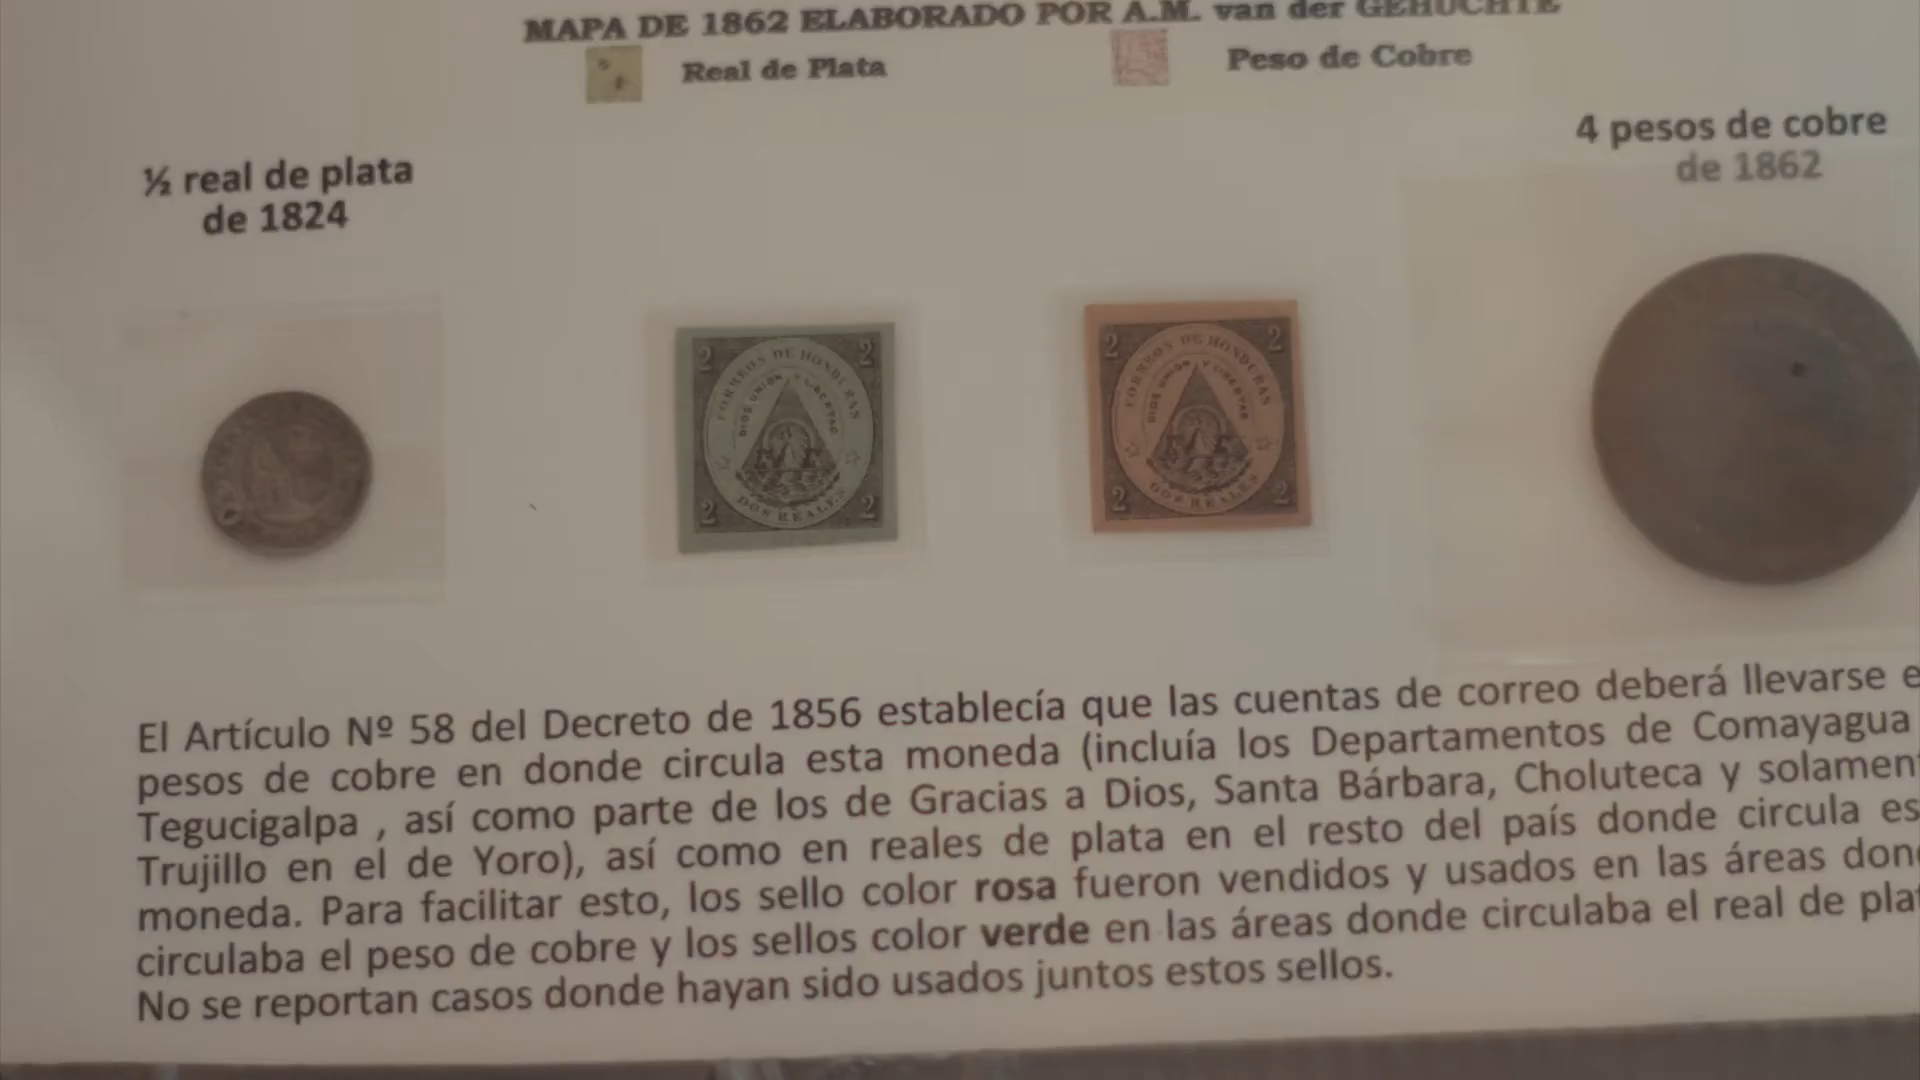 MAPA DE 1862 ELABORADO POR A.M. van der GEHUCHTE
Real de Plata
Peso de Cobre
½ real de plata
de 1824
4 pesos de cobre
de 1862
2 2
CORREOS DE HONDURAS
DIOS UNION Y LIBERTAD
DOS REALES
2 2
2 2
CORREOS DE HONDURAS
DIOS UNION Y LIBERTAD
DOS REALES
2 2
El Artículo Nº 58 del Decreto de 1856 establecía que las cuentas de correo deberá llevarse e
pesos de cobre en donde circula esta moneda (incluía los Departamentos de Comayagua
Tegucigalpa , así como parte de los de Gracias a Dios, Santa Bárbara, Choluteca y solamen
Trujillo en el de Yoro), así como en reales de plata en el resto del país donde circula es
moneda. Para facilitar esto, los sello color rosa fueron vendidos y usados en las áreas don
circulaba el peso de cobre y los sellos color verde en las áreas donde circulaba el real de pla
No se reportan casos donde hayan sido usados juntos estos sellos.